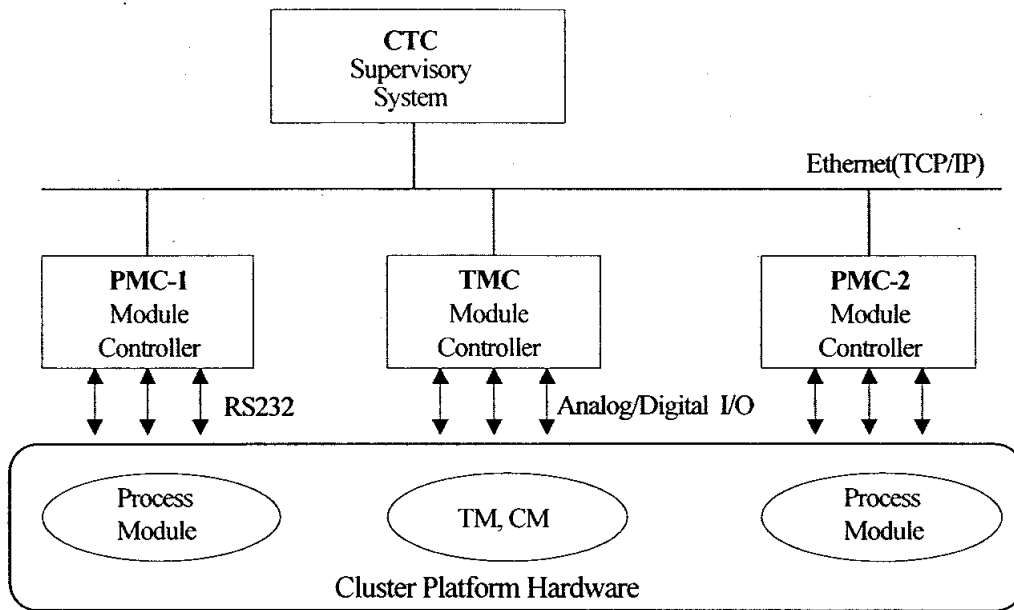 CTC
Supervisory
System
Ethernet(TCP/IP)
PMC-1
Module
Controller
TMC
Module
Controller
PMC-2
Module
Controller
RS232
Analog/Digital I/O
Process
Module
TM, CM
Process
Module
Cluster Platform Hardware